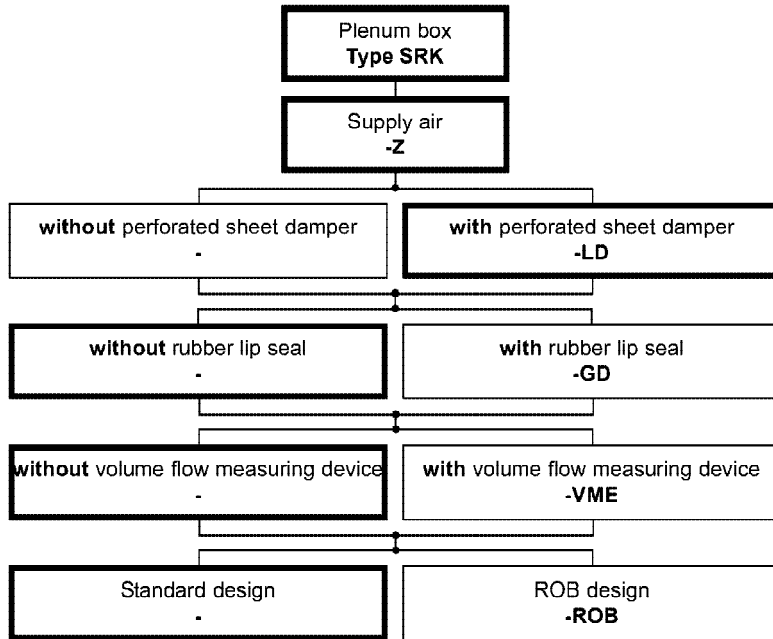 Plenum box
Type SRK
Supply air
-Z
without perforated sheet damper
-
with perforated sheet damper
-LD
without rubber lip seal
-
with rubber lip seal
-GD
without volume flow measuring device
-
with volume flow measuring device
-VME
Standard design
-
ROB design
-ROB